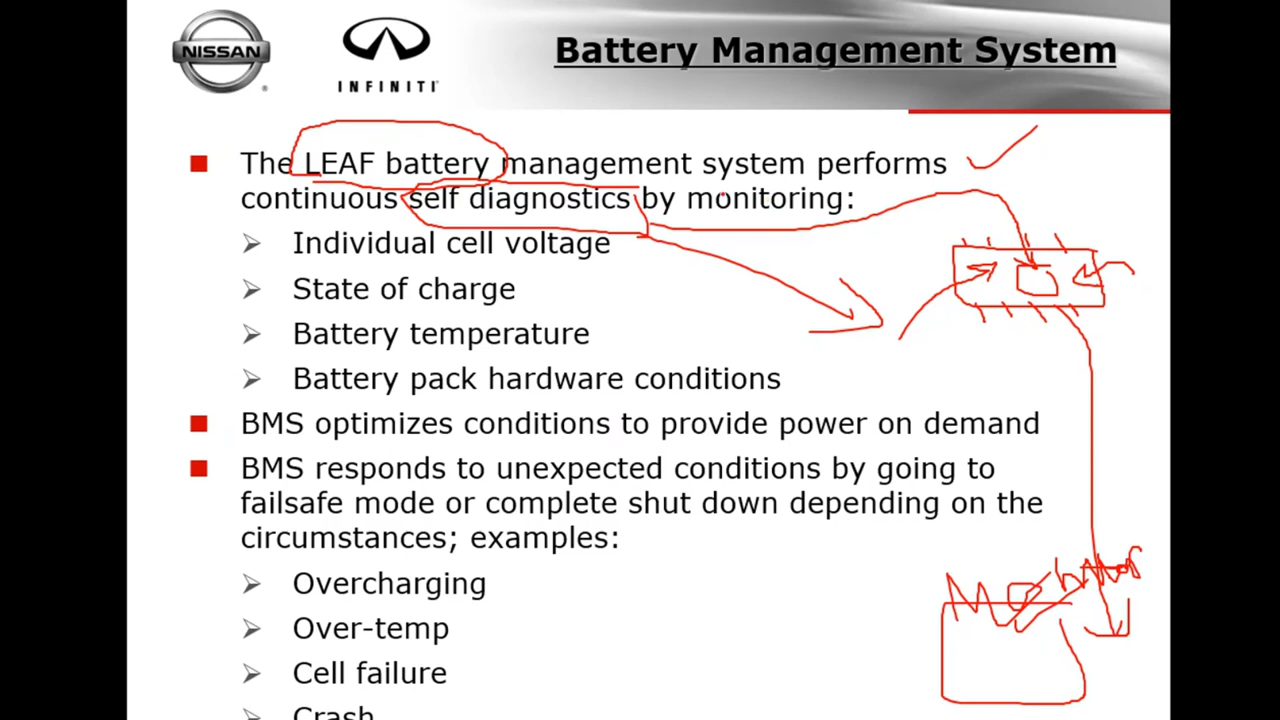 NISSAN
INFINITI
Battery Management System
The LEAF battery management system performs
continuous self diagnostics by monitoring:
Individual cell voltage
State of charge
Battery temperature
Battery pack hardware conditions
BMS optimizes conditions to provide power on demand
BMS responds to unexpected conditions by going to
failsafe mode or complete shut down depending on the
circumstances; examples:
Overcharging
Over-temp
Cell failure
Crash